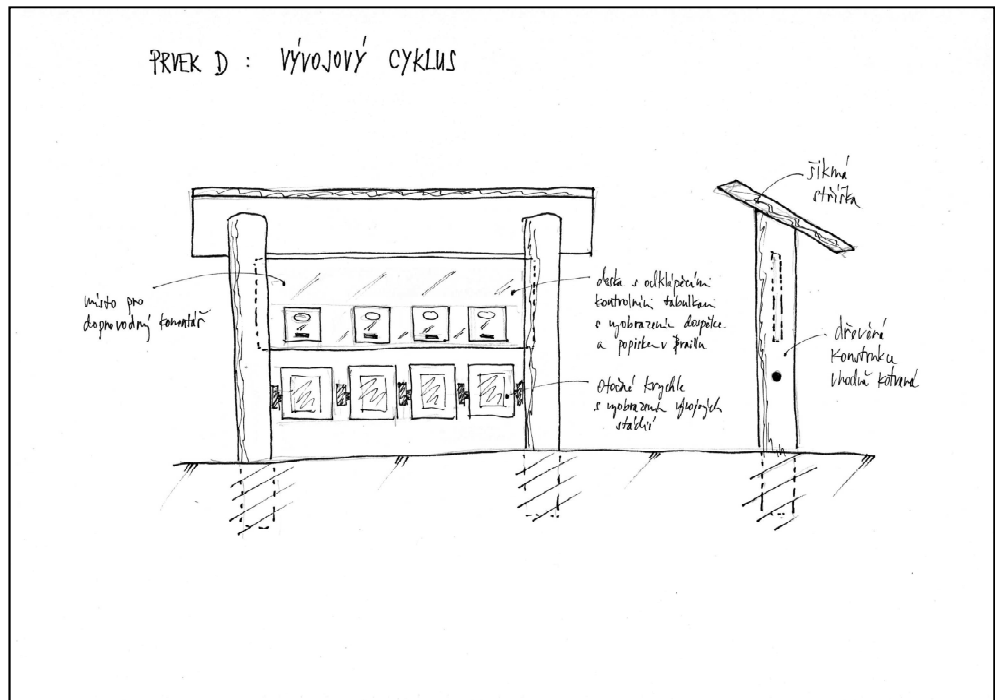 PRVEK D : VÝVOJOVÝ CYKLUS
šikmá
stříška
místo pro
doprovodný komentář
deska s odklápěcími
kontrolními tabulkami
s vyobrazením dospělce
a popiskem v Braillu
otočné krychle
s vyobrazením vývojových
stádií
dřevěná
konstrukce
vhodně kotvená